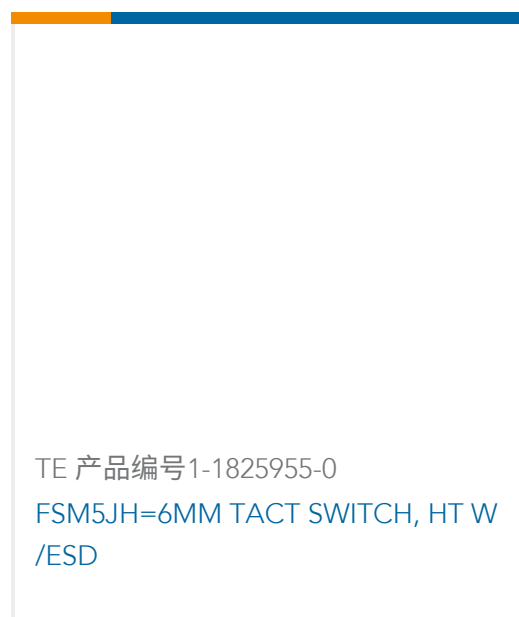 TE 产品编号1-1825955-0
FSM5JH=6MM TACT SWITCH, HT W
/ESD